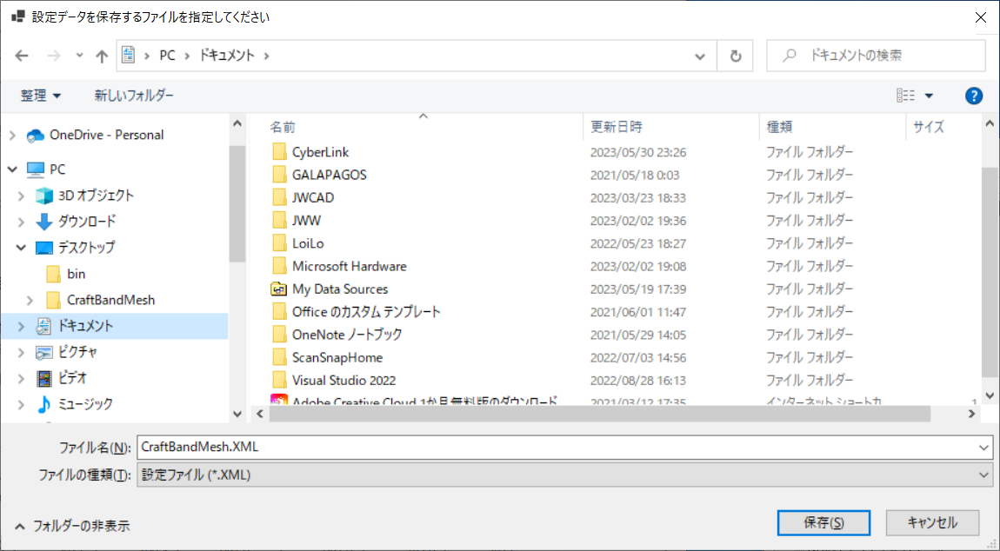 設定データを保存するファイルを指定してください
PC › ドキュメント ›
ドキュメントの検索
整理 新しいフォルダー
OneDrive - Personal
PC
3D オブジェクト
ダウンロード
デスクトップ
bin
CraftBandMesh
ドキュメント
ピクチャ
ビデオ
ミュージック
名前 更新日時 種類 サイズ
CyberLink 2023/05/30 23:26 ファイル フォルダー
GALAPAGOS 2021/05/18 0:03 ファイル フォルダー
JWCAD 2023/03/23 18:33 ファイル フォルダー
JWW 2023/02/02 19:36 ファイル フォルダー
LoiLo 2022/05/23 18:27 ファイル フォルダー
Microsoft Hardware 2023/02/02 19:08 ファイル フォルダー
My Data Sources 2023/05/19 17:39 ファイル フォルダー
Office のカスタム テンプレート 2021/06/01 11:47 ファイル フォルダー
OneNote ノートブック 2021/05/29 14:05 ファイル フォルダー
ScanSnapHome 2022/07/03 14:56 ファイル フォルダー
Visual Studio 2022 2022/08/28 16:13 ファイル フォルダー
Adobe Creative Cloud 1か月無料版のダウンロード 2021/03/12 17:35 インターネット ショートカ 1
ファイル名(N): CraftBandMesh.XML
ファイルの種類(T): 設定ファイル (*.XML)
フォルダーの非表示
保存(S) キャンセル